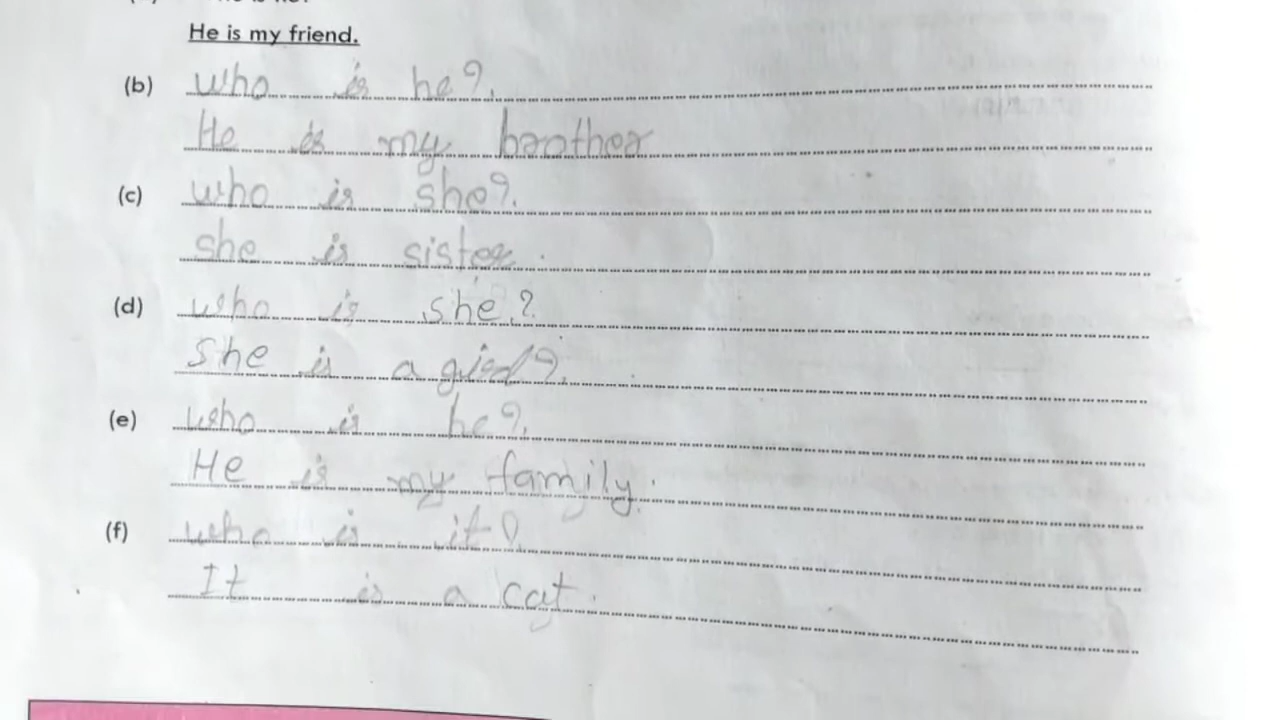 He is my friend.
(b) who is he?
He is my brother
(c) who is she?
she is sister.
(d) who is she?
She is a
(e) who is he?
He is my family.
(f) who is it?
It is a cat.